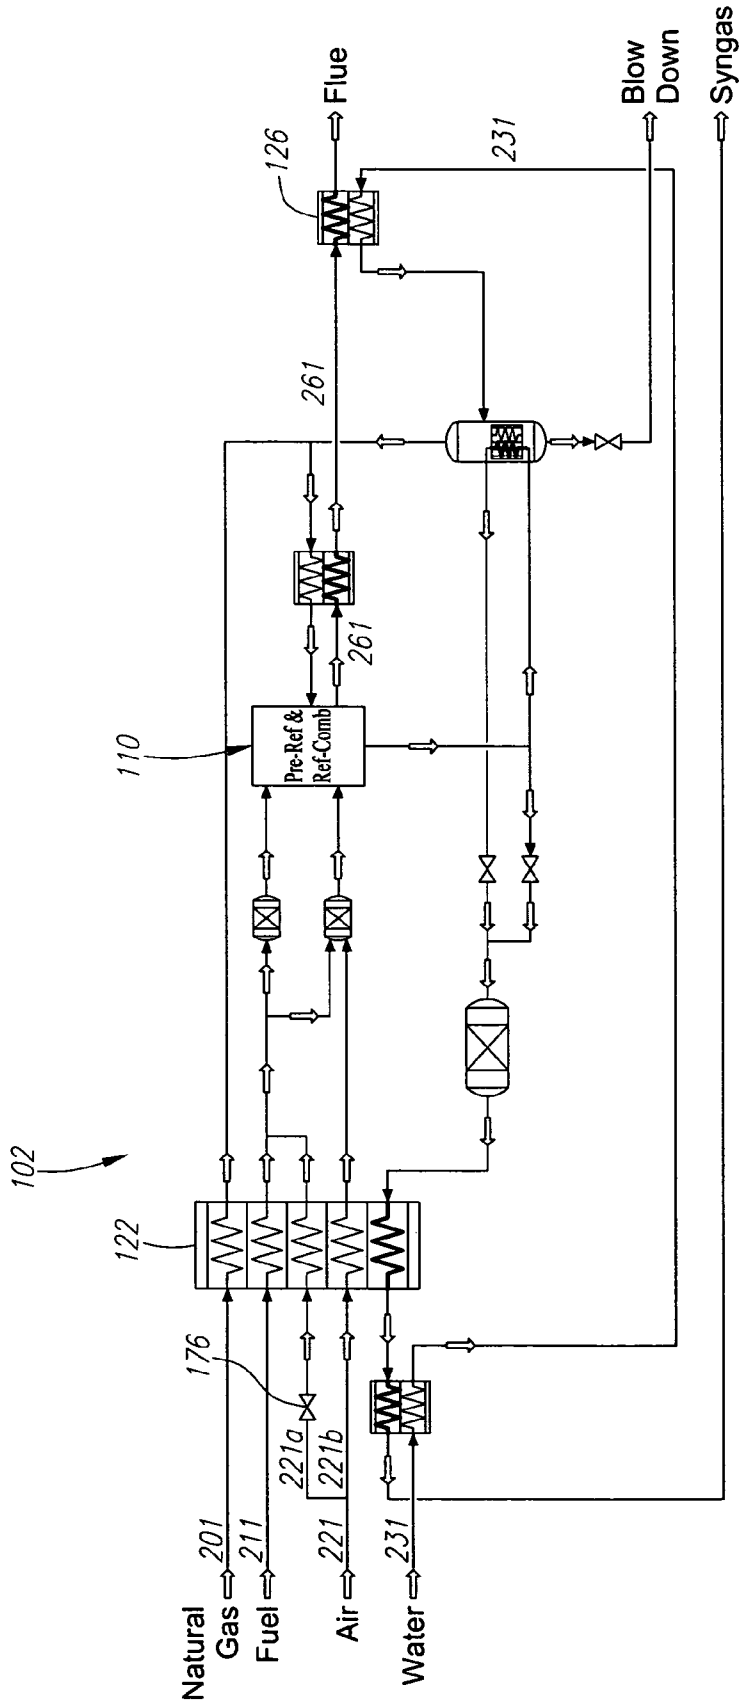 102
Natural
Gas
201
Fuel
211
Air
221
221a
221b
176
Water
231
122
110
Pre-Ref &
Ref-Comb
261
261
126
231
Flue
Blow
Down
Syngas